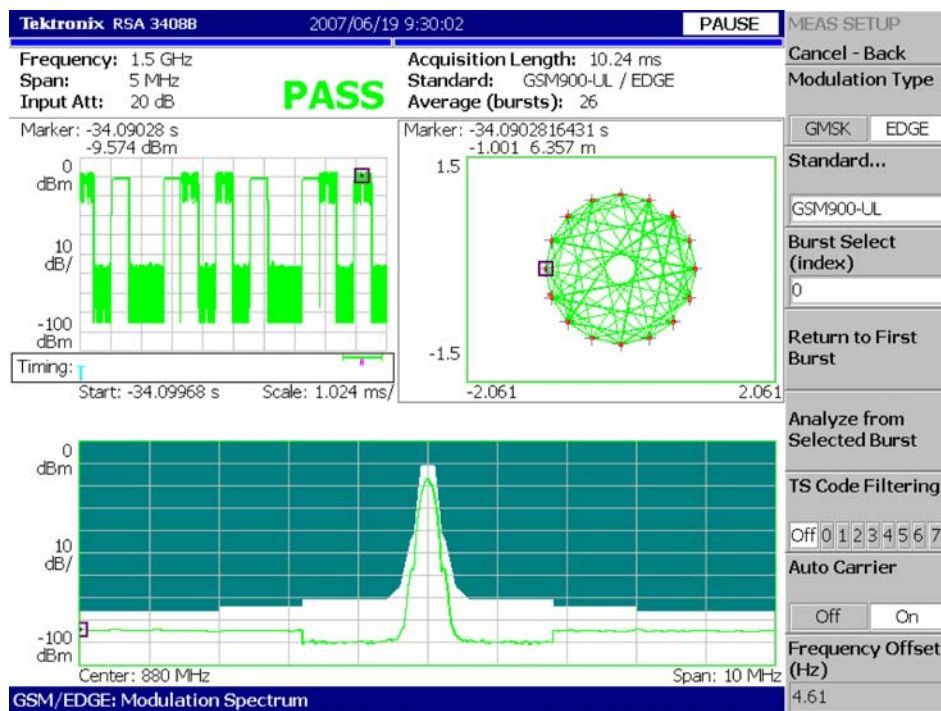 Tektronix RSA 3408B 2007/06/19 9:30:02 PAUSE
Frequency: 1.5 GHz
Span: 5 MHz
Input Att: 20 dB
PASS
Acquisition Length: 10.24 ms
Standard: GSM900-UL / EDGE
Average (bursts): 26
Marker: -34.09028 s
-9.574 dBm
0
dBm
10
dB/
-100
dBm
Timing:
Start: -34.09968 s Scale: 1.024 ms/
Marker: -34.0902816431 s
-1.001 6.357 m
1.5
-1.5
-2.061 2.061
0
dBm
10
dB/
-100
dBm
Center: 880 MHz Span: 10 MHz
GSM/EDGE: Modulation Spectrum
MEAS SETUP
Cancel - Back
Modulation Type
GMSK EDGE
Standard...
GSM900-UL
Burst Select
(index)
0
Return to First
Burst
Analyze from
Selected Burst
TS Code Filtering
Off 0 1 2 3 4 5 6 7
Auto Carrier
Off On
Frequency Offset
(Hz)
4.61